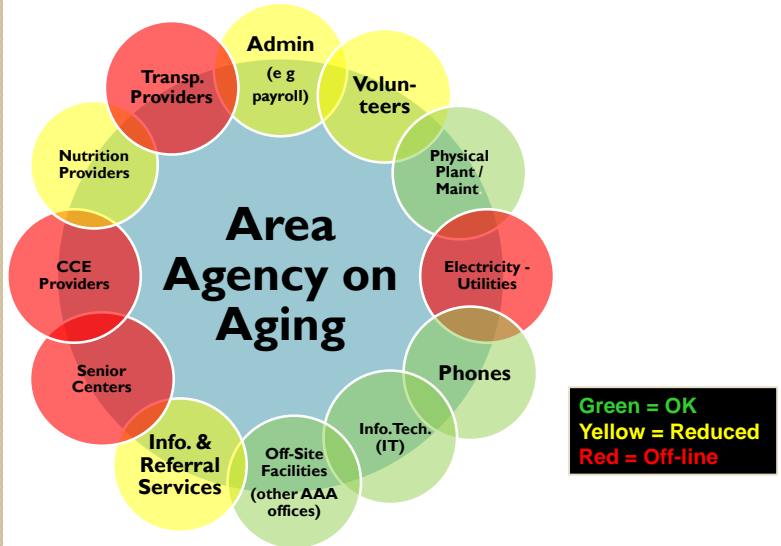 Admin
(e g
payroll)
Volun-
teers
Physical
Plant /
Maint
Electricity -
Utilities
Phones
Info.Tech.
(IT)
Off-Site
Facilities
(other AAA
offices)
Info. &
Referral
Services
Senior
Centers
CCE
Providers
Nutrition
Providers
Transp.
Providers
Area
Agency on
Aging
Green = OK
Yellow = Reduced
Red = Off-line